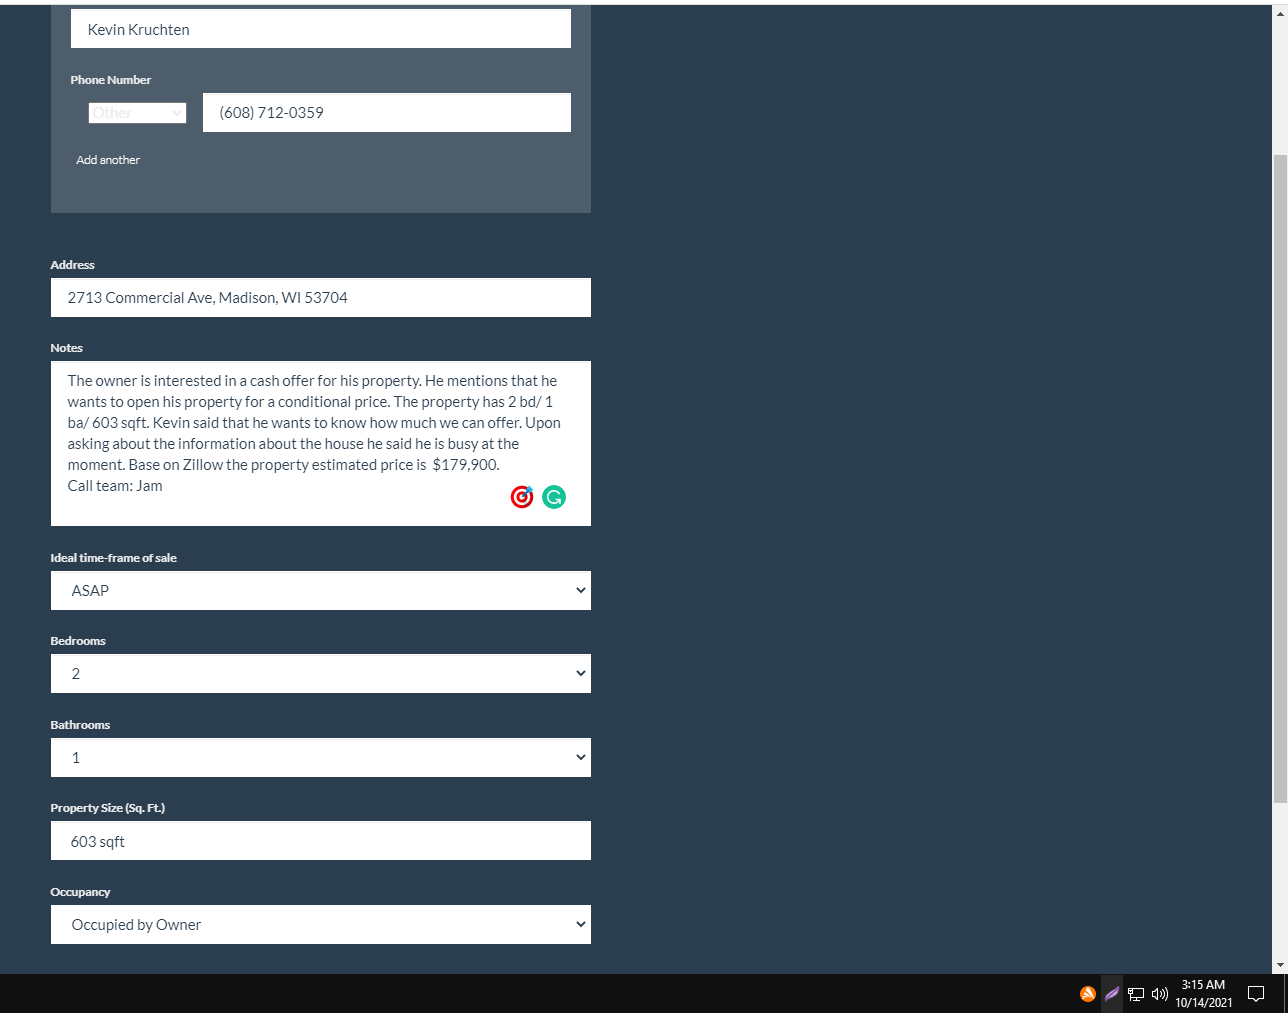 Kevin Kruchten
Phone Number
Other
(608) 712-0359
Add another
Address
2713 Commercial Ave, Madison, WI 53704
Notes
The owner is interested in a cash offer for his property. He mentions that he
wants to open his property for a conditional price. The property has 2 bd/ 1
ba/ 603 sqft. Kevin said that he wants to know how much we can offer. Upon
asking about the information about the house he said he is busy at the
moment. Base on Zillow the property estimated price is  $179,900.
Call team: Jam
Ideal time-frame of sale
ASAP
Bedrooms
2
Bathrooms
1
Property Size (Sq. Ft.)
603 sqft
Occupancy
Occupied by Owner
3:15 AM
10/14/2021